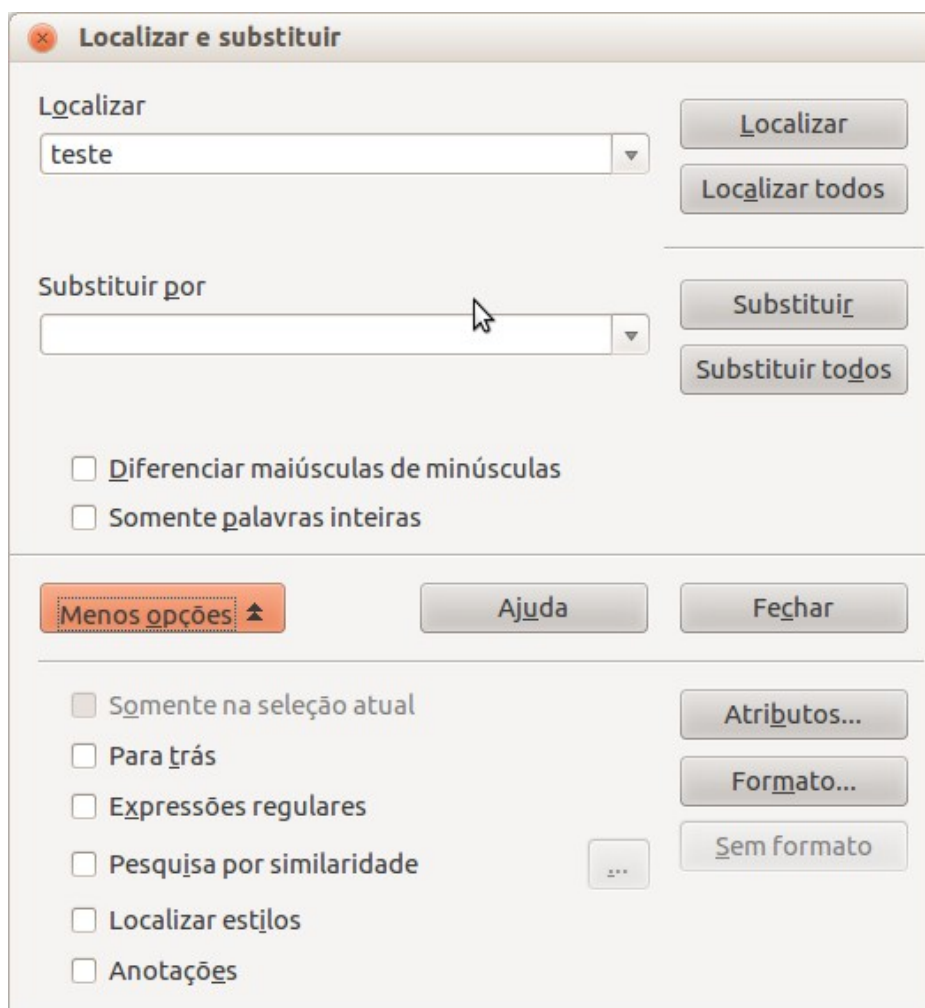 Localizar e substituir
Localizar
teste
Localizar
Localizar todos
Substituir por
Substituir
Substituir todos
Diferenciar maiúsculas de minúsculas
Somente palavras inteiras
Menos opções
Ajuda
Fechar
Somente na seleção atual
Para trás
Expressões regulares
Pesquisa por similaridade
...
Localizar estilos
Anotações
Atributos...
Formato...
Sem formato